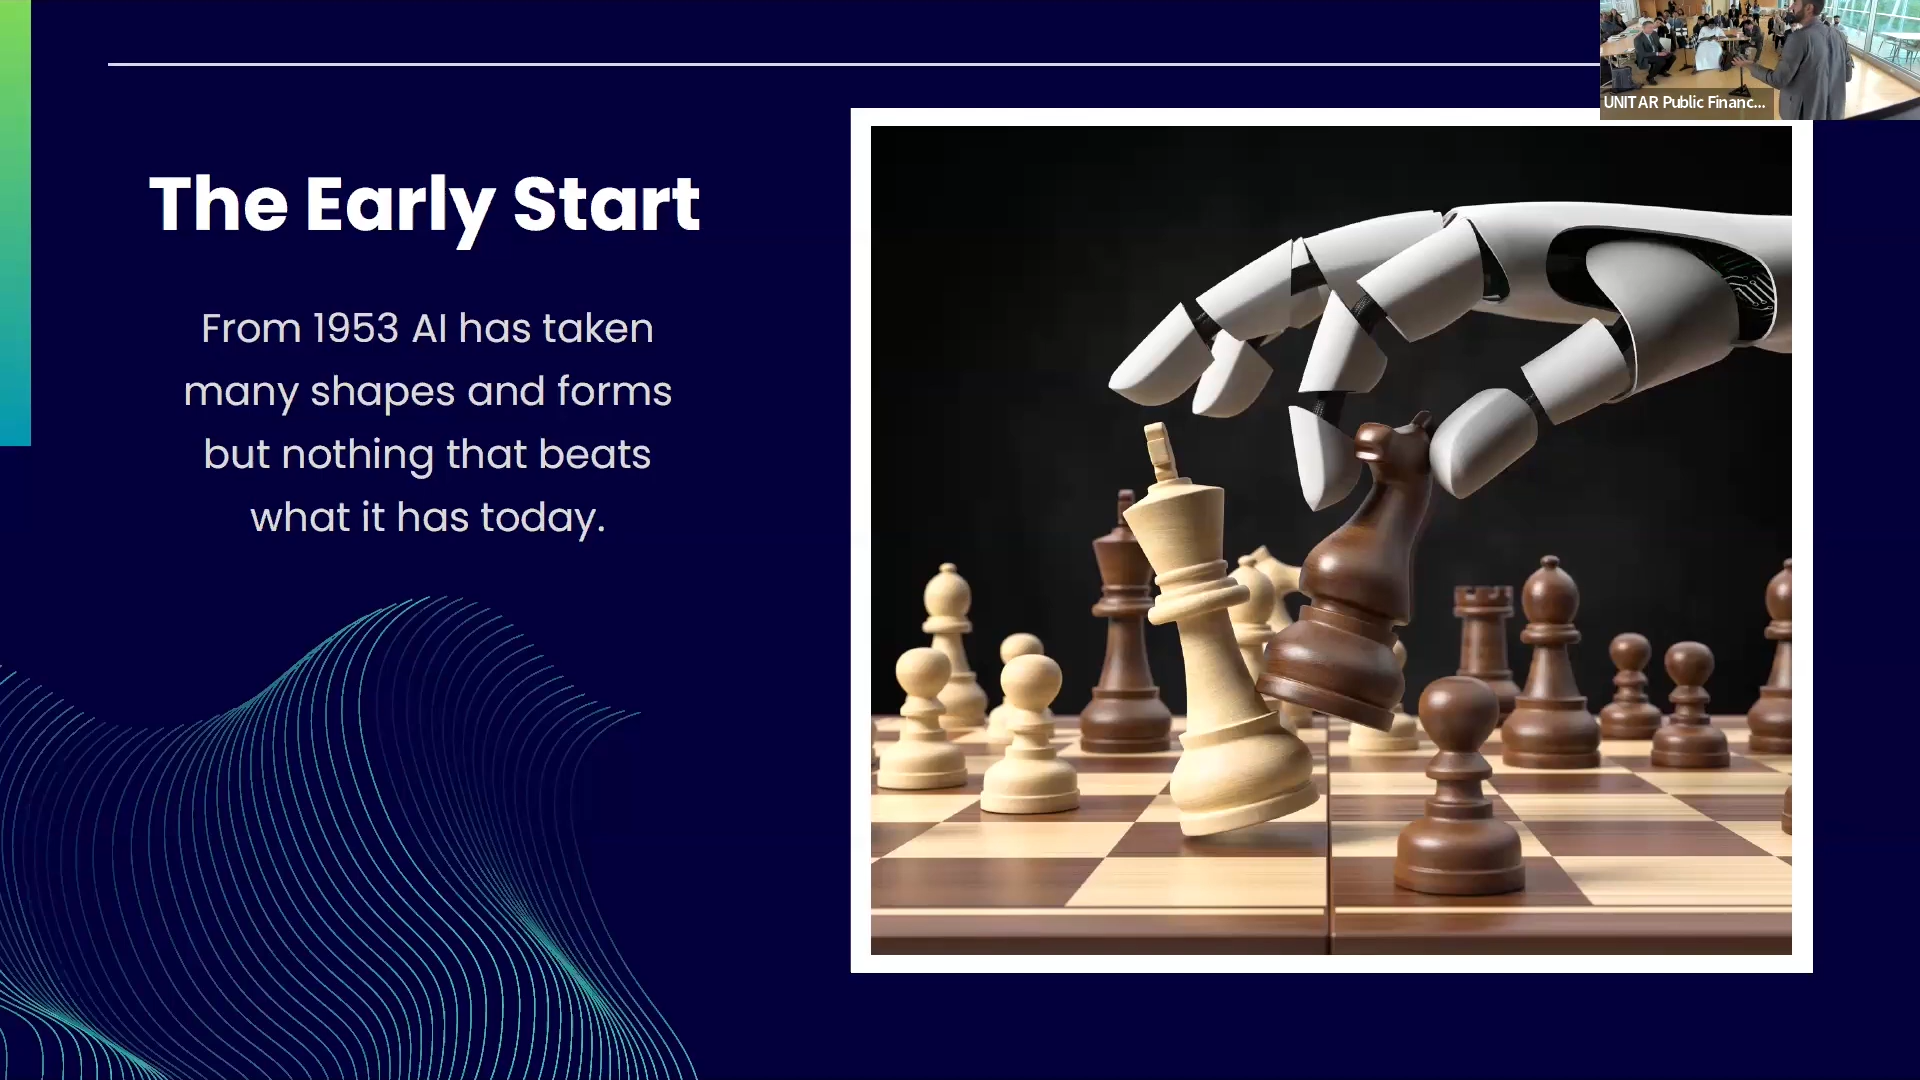 UNITAR Public Financ...
The Early Start
From 1953 AI has taken
many shapes and forms
but nothing that beats
what it has today.